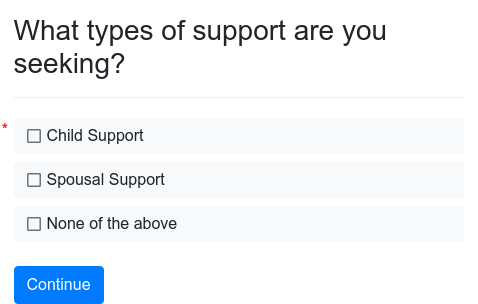 What types of support are you
seeking?
*
Child Support
Spousal Support
None of the above
Continue